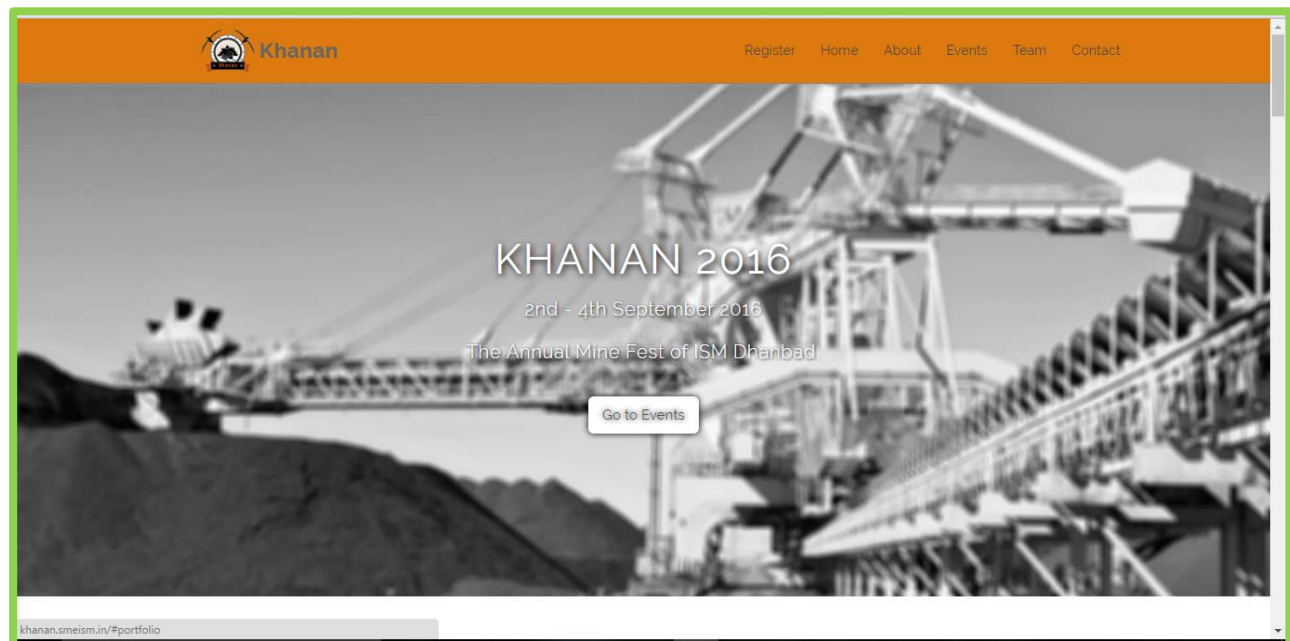 Khanan
Register Home About Events Team Contact
KHANAN 2016
2nd - 4th September 2016
The Annual Mine Fest of ISM Dhanbad.
Go to Events
khanan.smeism.in/#portfolio